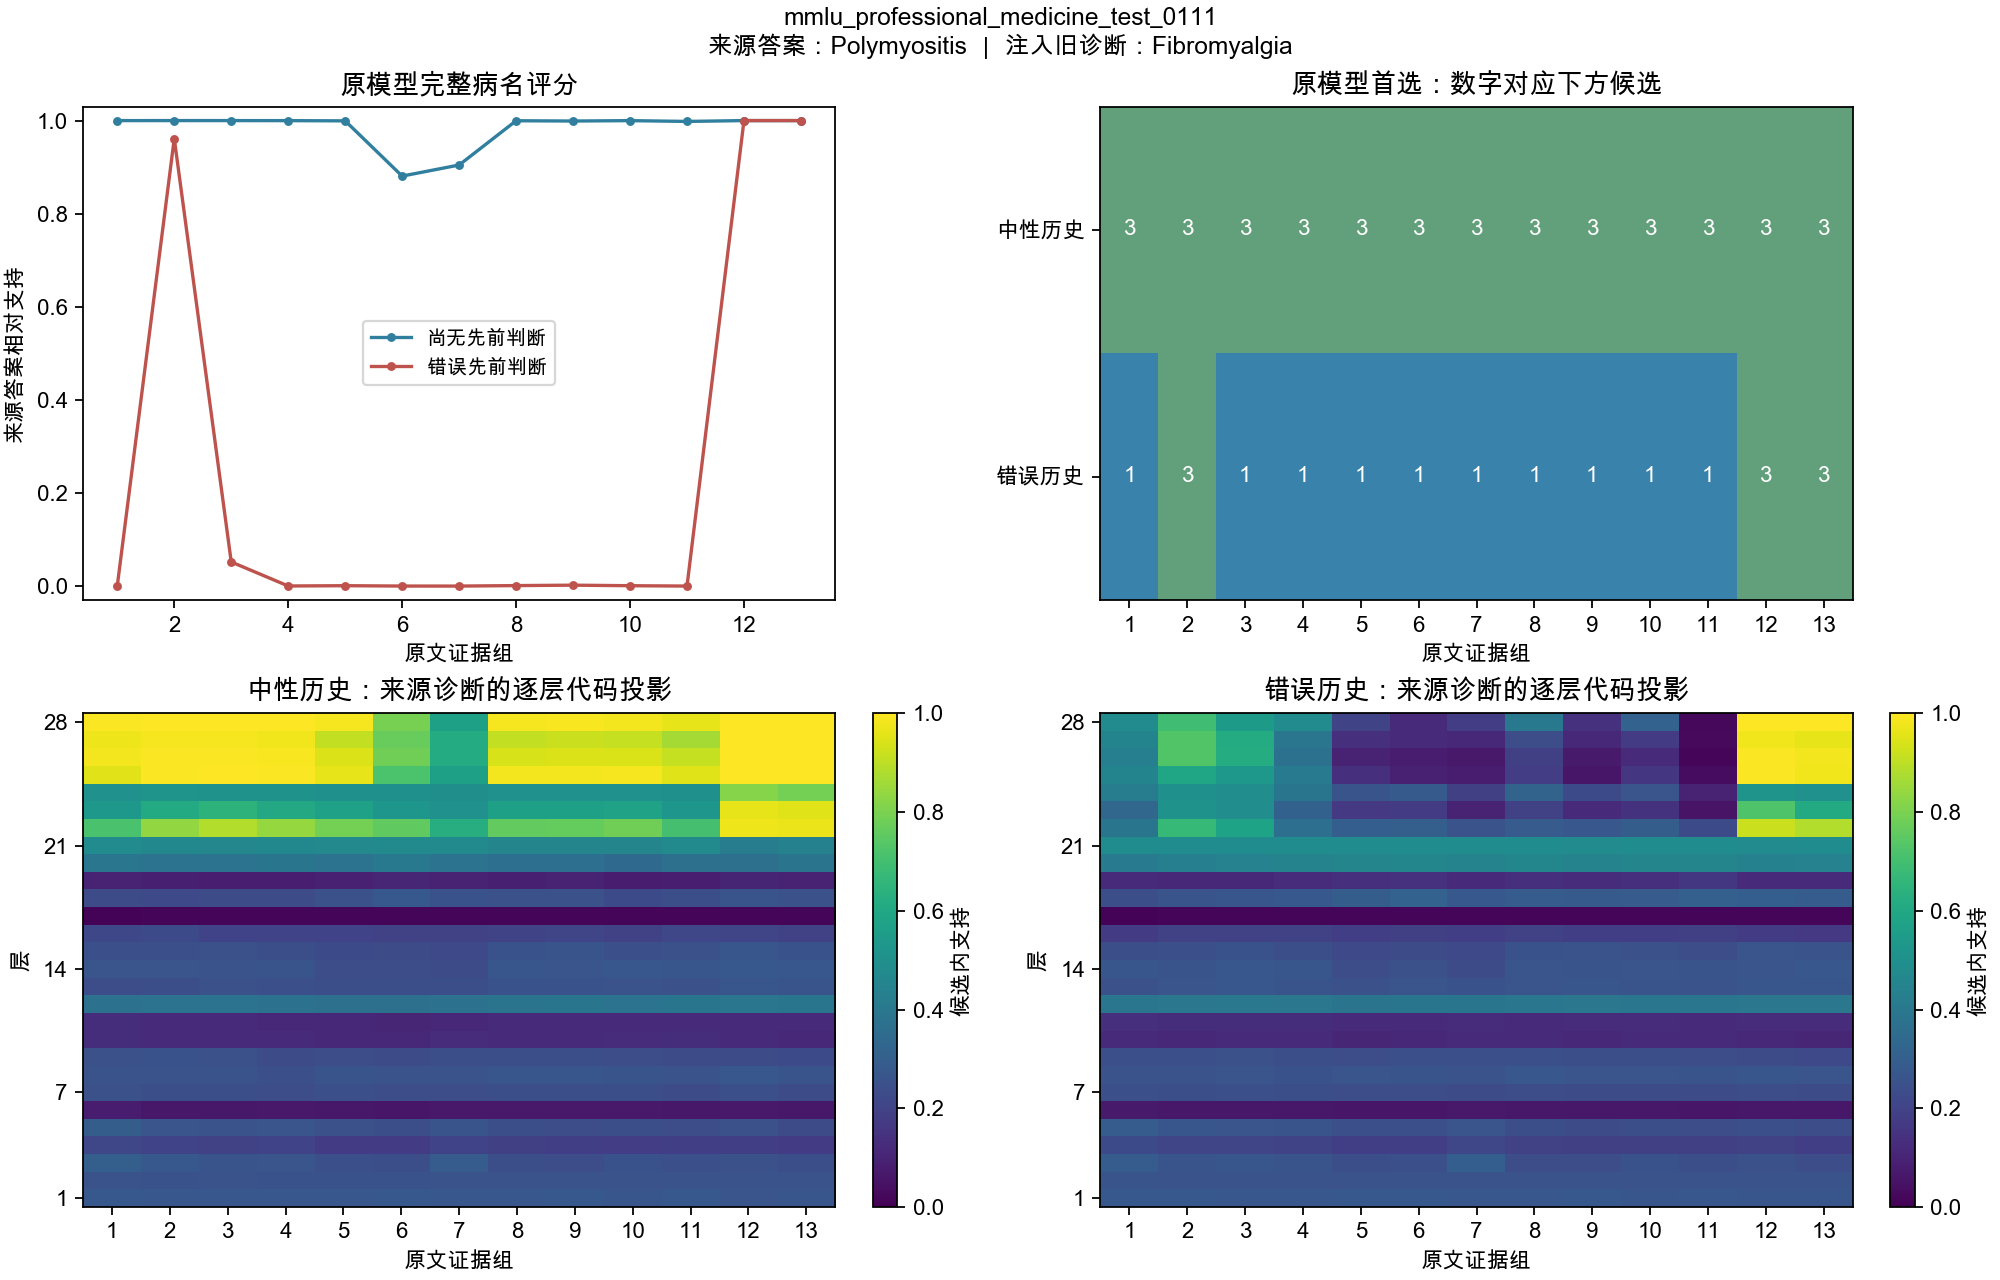 mmlu_professional_medicine_test_0111
来源答案：Polymyositis | 注入旧诊断：Fibromyalgia
原模型完整病名评分
来源答案相对支持
1.0
0.8
0.6
0.4
0.2
0.0
尚无先前判断
错误先前判断
2 4 6 8 10 12
原文证据组
原模型首选：数字对应下方候选
中性历史
3 3 3 3 3 3 3 3 3 3 3 3 3
错误历史
1 3 1 1 1 1 1 1 1 1 1 3 3
1 2 3 4 5 6 7 8 9 10 11 12 13
原文证据组
中性历史：来源诊断的逐层代码投影
层
28
21
14
7
1
1 2 3 4 5 6 7 8 9 10 11 12 13
原文证据组
1.0
0.8
0.6
0.4
0.2
0.0
候选内支持
错误历史：来源诊断的逐层代码投影
层
28
21
14
7
1
1 2 3 4 5 6 7 8 9 10 11 12 13
原文证据组
1.0
0.8
0.6
0.4
0.2
0.0
候选内支持